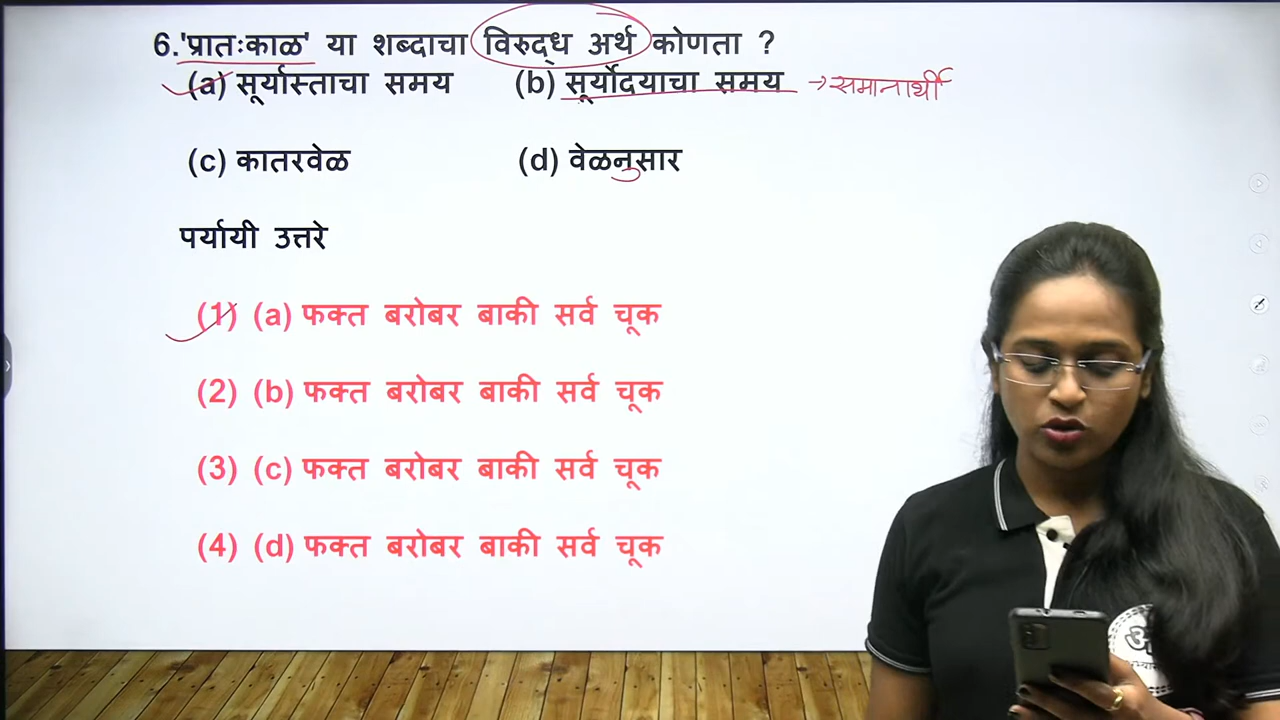 6.'प्रातःकाळ' या शब्दाचा विरुद्ध अर्थ कोणता ?
(a) सूर्यास्ताचा समय (b) सूर्योदयाचा समय →समानार्थी
(c) कातरवेळ (d) वेळनुसार
पर्यायी उत्तरे
(1) (a) फक्त बरोबर बाकी सर्व चूक
(2) (b) फक्त बरोबर बाकी सर्व चूक
(3) (c) फक्त बरोबर बाकी सर्व चूक
(4) (d) फक्त बरोबर बाकी सर्व चूक